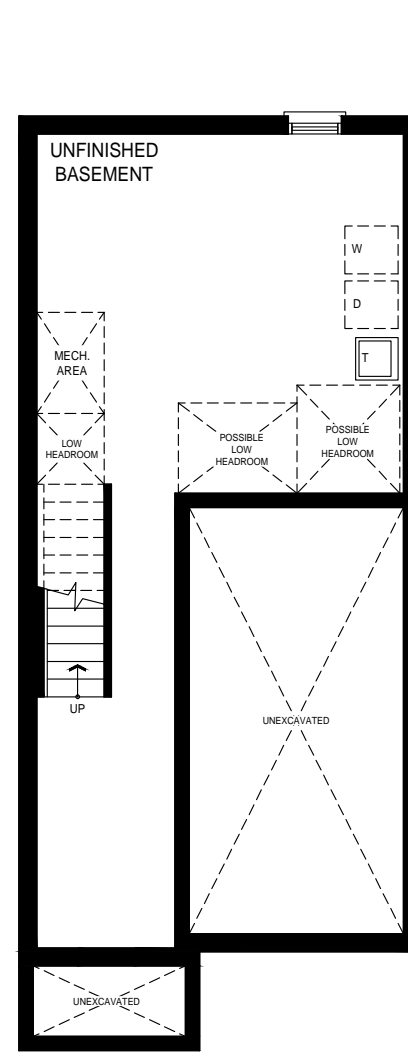 UNFINISHED
BASEMENT
W
D
T
MECH.
AREA
LOW
HEADROOM
POSSIBLE
LOW
HEADROOM
POSSIBLE
LOW
HEADROOM
UP
UNEXCAVATED
UNEXCAVATED